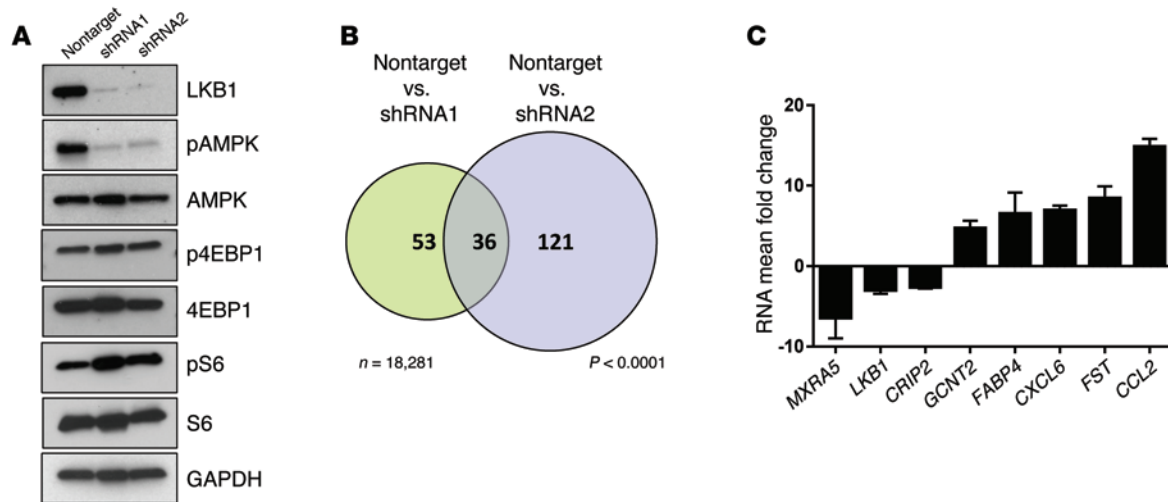 A
Nontarget
shRNA1
shRNA2
LKB1
pAMPK
AMPK
p4EBP1
4EBP1
pS6
S6
GAPDH
B
Nontarget
vs.
shRNA1
Nontarget
vs.
shRNA2
53
36
121
n = 18,281
P < 0.0001
C
RNA mean fold change
20
10
0
-10
MXRA5
LKB1
CRIP2
GCNT2
FABP4
CXCL6
FST
CCL2